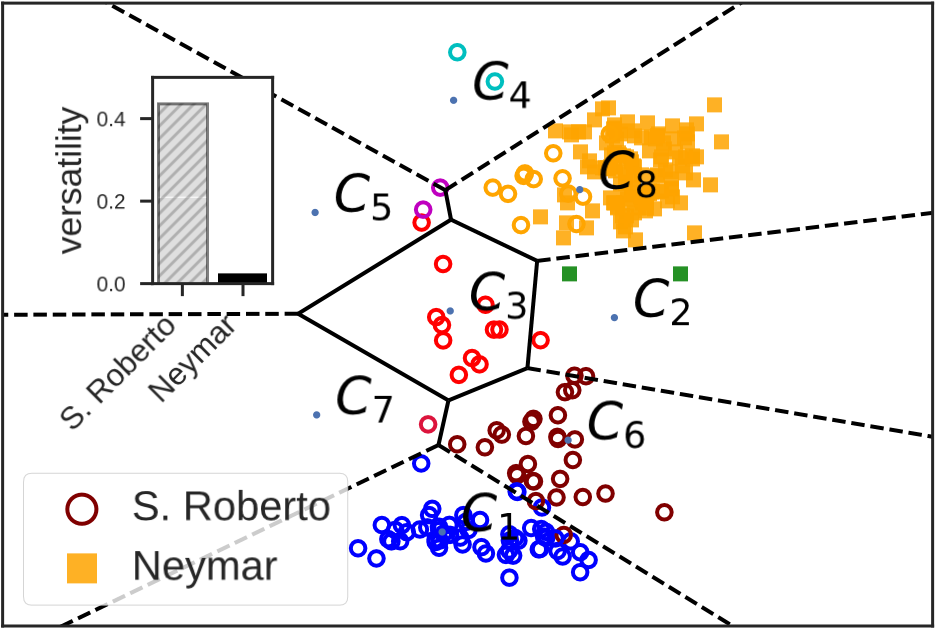 C4
versatility
0.4
0.2
0.0
S. Roberto
Neymar
C5
C8
C3
C2
C7
C6
C1
S. Roberto
Neymar